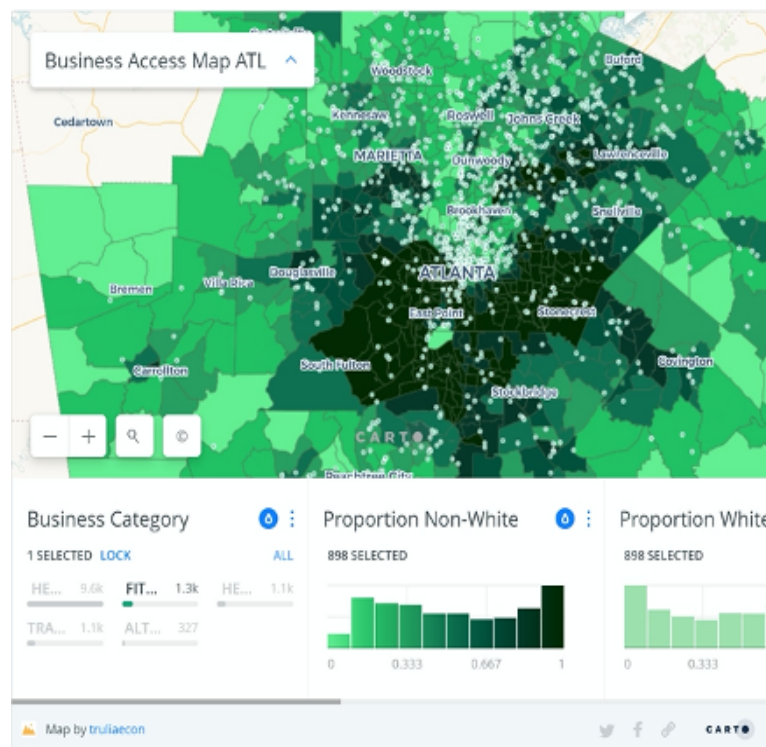 Business Access Map ATL
Woodstock
Buford
Cedartown
Kennesaw
Roswell
Johns Creek
MARIETTA
Dunwoody
Lawrenceville
Brookhaven
Snellville
Douglasville
ATLANTA
Bremen
Villa Rica
East Point
Stonecrest
Carrollton
South Fulton
Covington
Stockbridge
CARTO
Peachtree City
Business Category
1 SELECTED LOCK ALL
HE... 9.6k FIT... 1.3k HE... 1.1k
TRA... 1.1k ALT... 327
Proportion Non-White
898 SELECTED
0 0.333 0.667 1
Proportion White
898 SELECTED
0 0.333
Map by truliaecon
CARTO